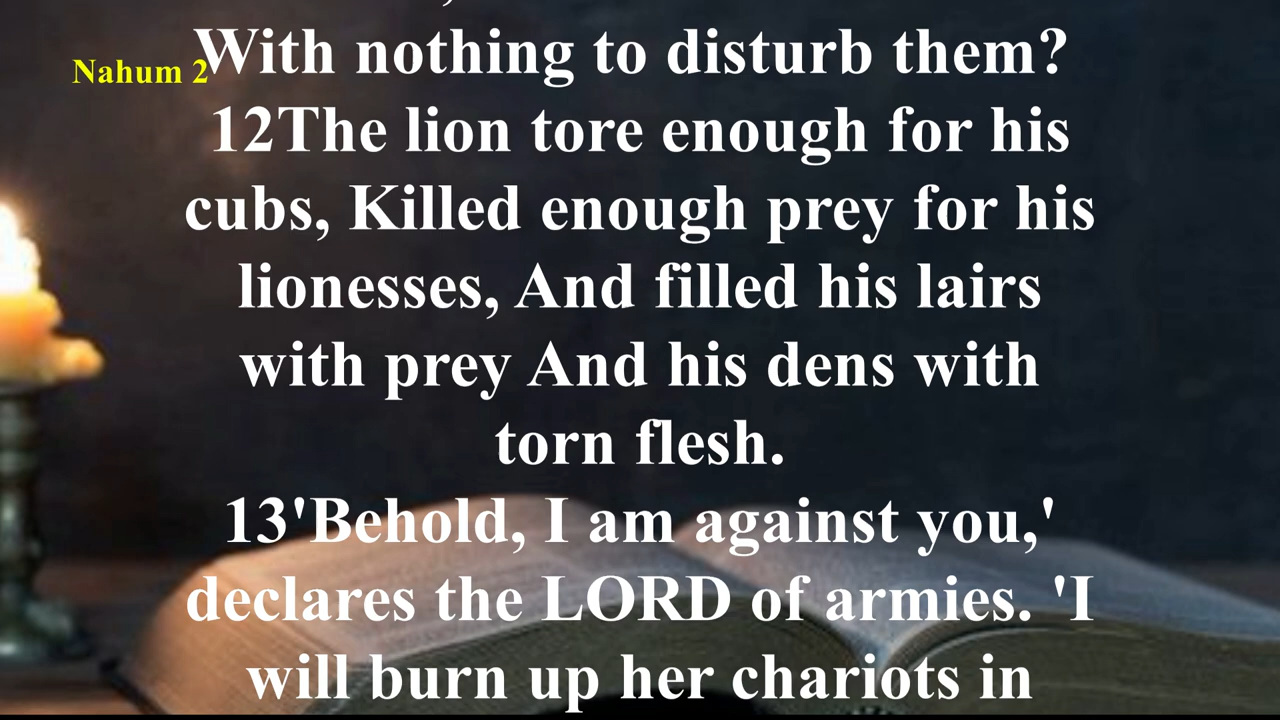 Nahum 2
With nothing to disturb them?
12The lion tore enough for his
cubs, Killed enough prey for his
lionesses, And filled his lairs
with prey And his dens with
torn flesh.
13'Behold, I am against you,'
declares the LORD of armies. 'I
will burn up her chariots in